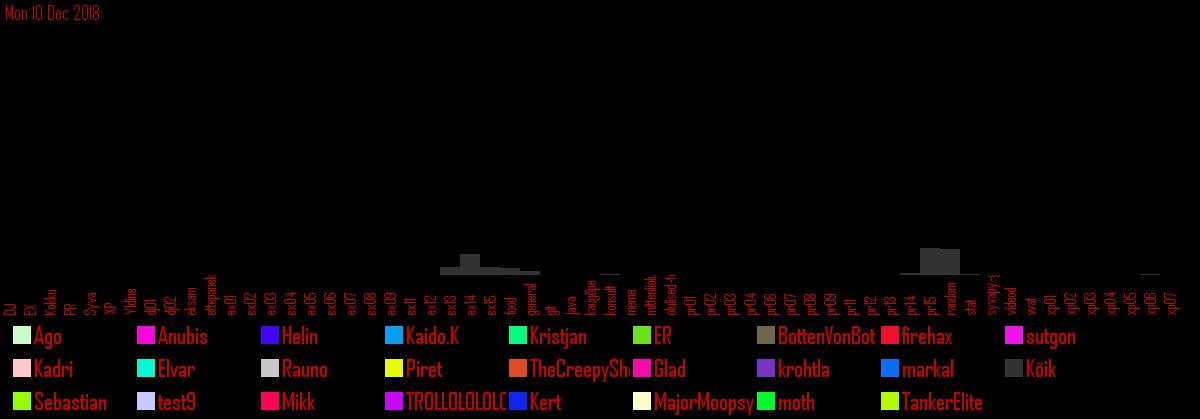 Mon 10 Dec 2018
DJ
EX
Kokku
PR
Syva
XP
Yldine
dj01
dj02
eksam
ettepanek
ex01
ex02
ex03
ex04
ex05
ex06
ex07
ex08
ex09
ex11
ex12
ex13
ex14
ex15
food
general
git
java
kaugõpe
konsult
meme
olulised-h
pr01
pr02
pr03
pr04
pr06
pr07
pr08
pr09
pr11
pr12
pr13
pr14
pr15
random
stat
videod
waf
xp01
xp02
xp03
xp04
xp05
xp06
xp07
Ago Anubis Helin Kaido.K Kristjan ER BottenVonBot firehax sutgon
Kadri Elvar Rauno Piret TheCreepySh Glad krohtla markal Kõik
Sebastian test9 Mikk TROLLOLOLOLO Kert MajorMoopsy moth TankerElite